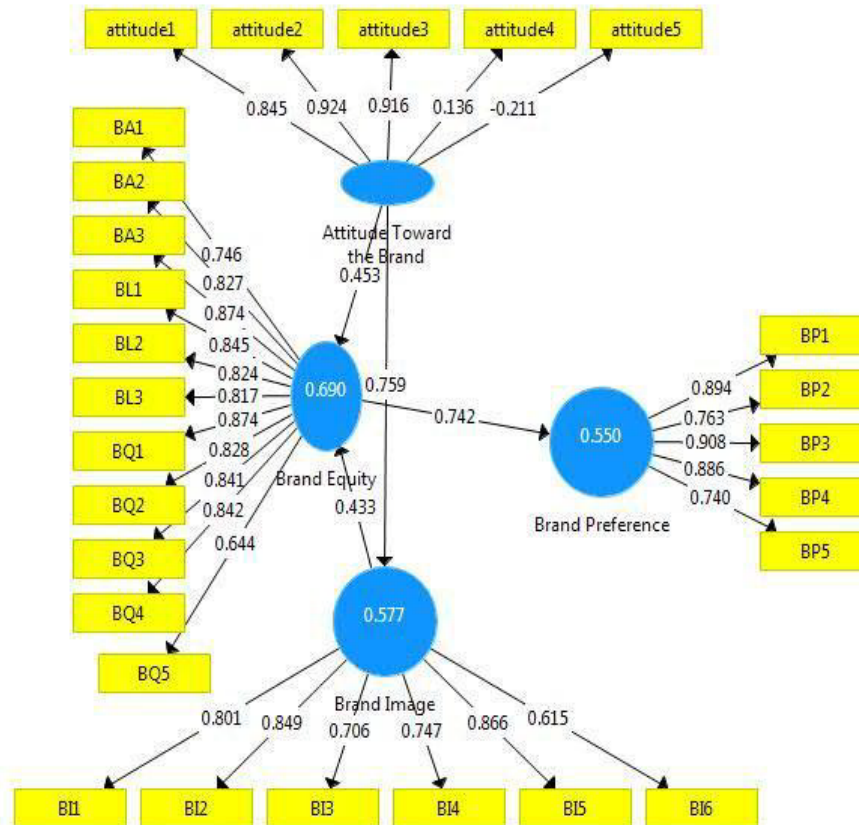 attitude1 attitude2 attitude3 attitude4 attitude5
0.845 0.924 0.916 0.136 -0.211
Attitude Toward
the Brand
BA1
BA2
BA3
BL1
BL2
BL3
BQ1
BQ2
BQ3
BQ4
BQ5
0.746
0.827
0.874
0.845
0.824
0.817
0.874
0.828
0.841
0.842
0.644
0.453
0.690
Brand Equity
0.759
0.433
0.742
0.550
Brand Preference
0.894
0.763
0.908
0.886
0.740
BP1
BP2
BP3
BP4
BP5
0.577
Brand Image
0.801 0.849 0.706 0.747 0.866 0.615
BI1 BI2 BI3 BI4 BI5 BI6